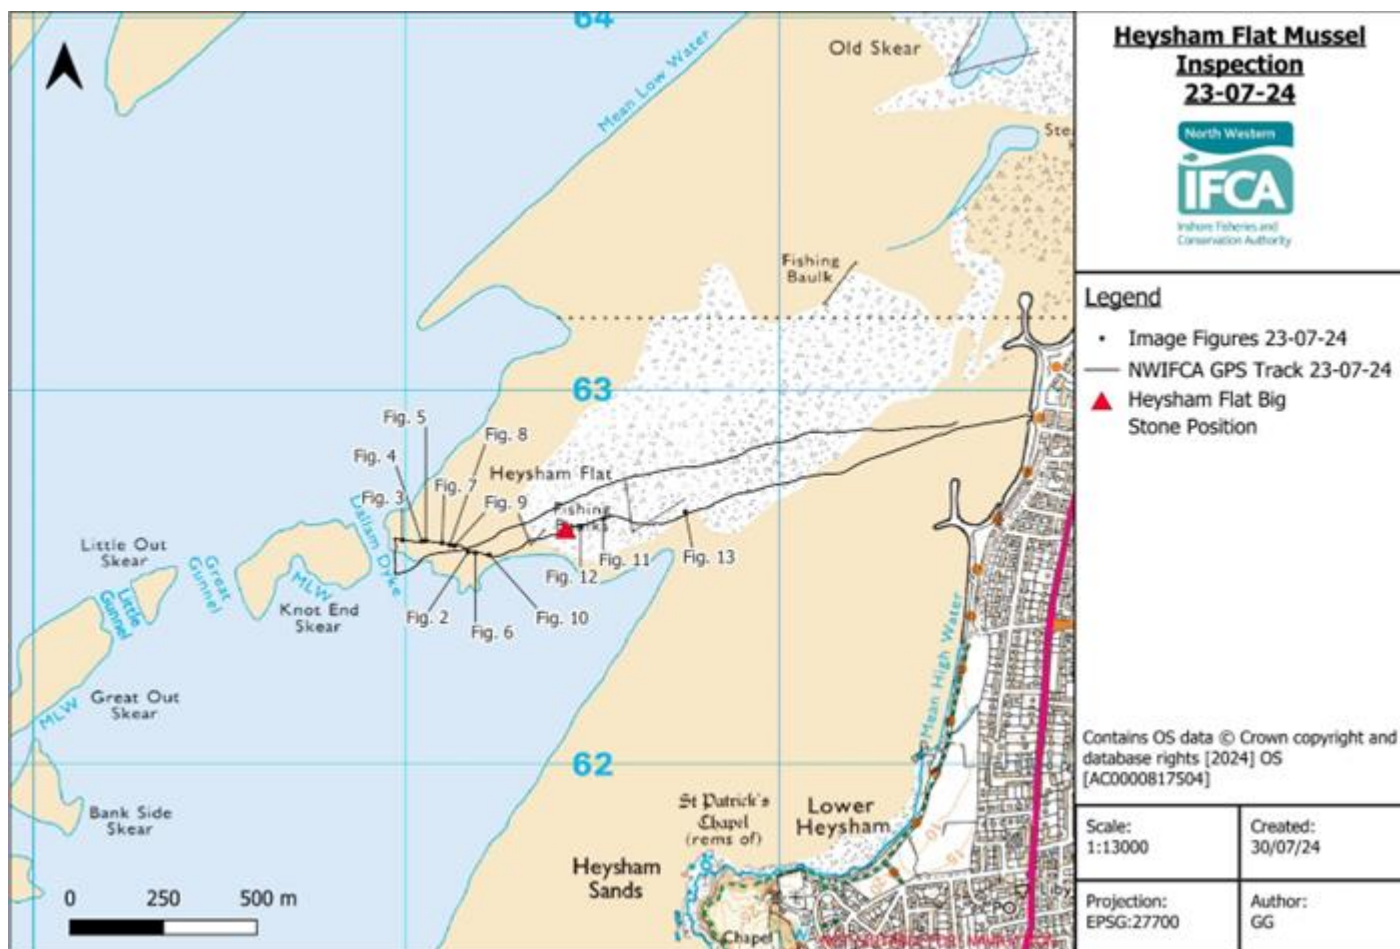 64
Old Skear
Mean Low Water
Fishing
Baulk
63
Fig. 5
Fig. 8
Fig. 4
Fig. 7
Heysham Flat
Fig. 3
Fig. 9
Fishing
Dallam Dyke
Little Out
Skear
Great
Gunnel
Fig. 11
Fig. 13
Fig. 12
MLW
Little
Gunnel
Knot End
Skear
Fig. 2
Fig. 6
Fig. 10
Great Out
Skear
MLW
Mean High Water
62
Bank Side
Skear
St Patrick's
Chapel
(rems of)
Lower
Heysham
Heysham
Sands
10
Chapel
0 250 500 m
Heysham Flat Mussel
Inspection
23-07-24
North Western
IFCA
Inshore Fisheries and
Conservation Authority
Legend
Image Figures 23-07-24
NWIFCA GPS Track 23-07-24
Heysham Flat Big
Stone Position
Contains OS data © Crown copyright and
database rights [2024] OS
[AC0000817504]
Scale:
1:13000
Created:
30/07/24
Projection:
EPSG:27700
Author:
GG